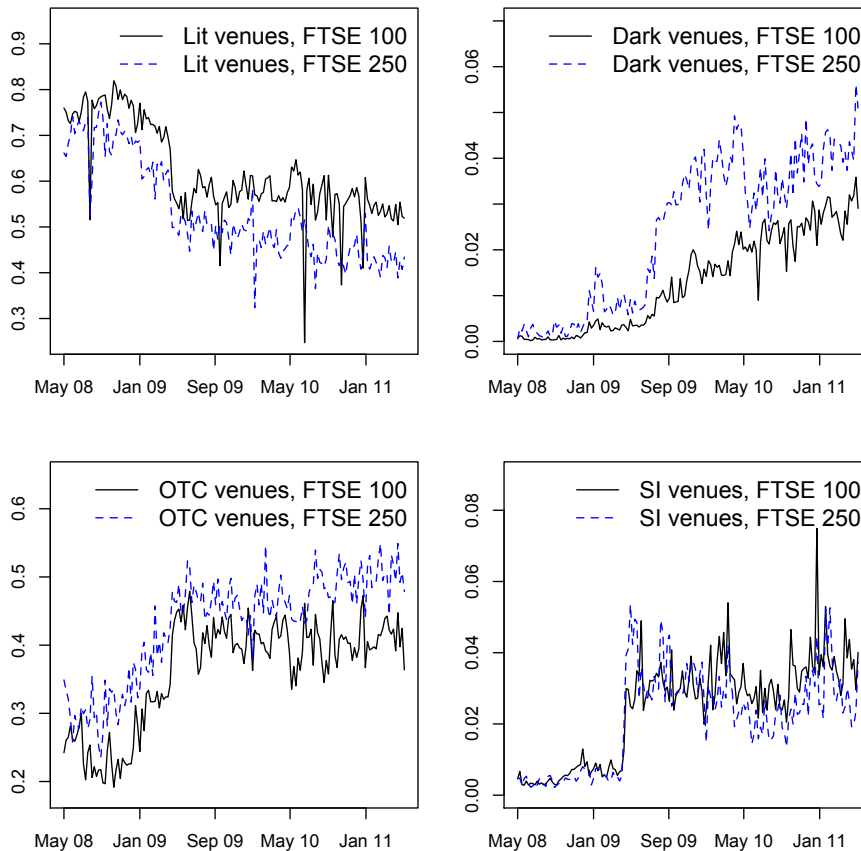 Lit venues, FTSE 100
Lit venues, FTSE 250
0.9
0.8
0.7
0.6
0.5
0.4
0.3
May 08 Jan 09 Sep 09 May 10 Jan 11
Dark venues, FTSE 100
Dark venues, FTSE 250
0.06
0.04
0.02
0.00
May 08 Jan 09 Sep 09 May 10 Jan 11
OTC venues, FTSE 100
OTC venues, FTSE 250
0.6
0.5
0.4
0.3
0.2
May 08 Jan 09 Sep 09 May 10 Jan 11
SI venues, FTSE 100
SI venues, FTSE 250
0.08
0.06
0.04
0.02
0.00
May 08 Jan 09 Sep 09 May 10 Jan 11